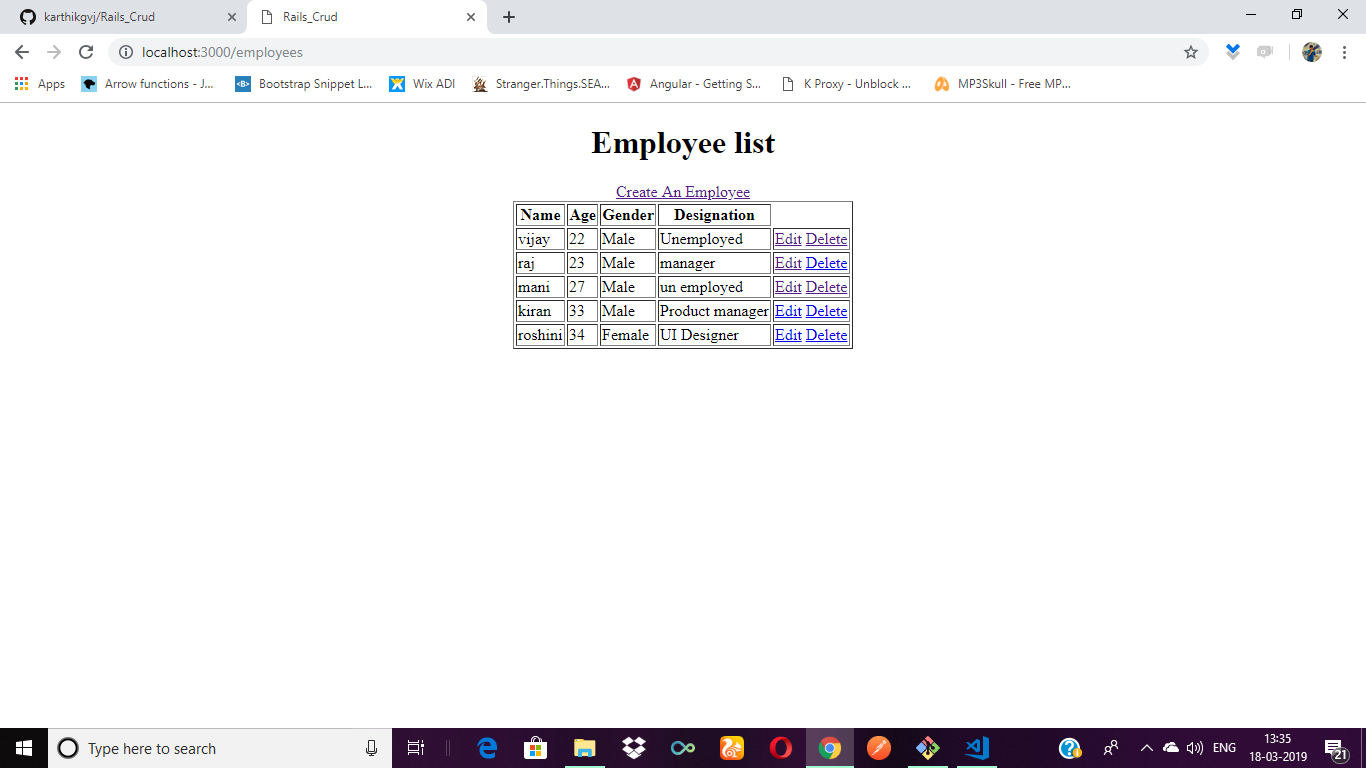 karthikgvj/Rails_Crud
Rails_Crud
localhost:3000/employees
Apps
Arrow functions - J...
<B>
Bootstrap Snippet L...
Wix ADI
Stranger.Things.SEA...
Angular - Getting S...
K Proxy - Unblock ...
MP3Skull - Free MP...
Employee list
Create An Employee
Name Age Gender Designation
vijay 22 Male Unemployed Edit Delete
raj 23 Male manager Edit Delete
mani 27 Male un employed Edit Delete
kiran 33 Male Product manager Edit Delete
roshini 34 Female UI Designer Edit Delete
Type here to search
ENG
13:35
18-03-2019
21